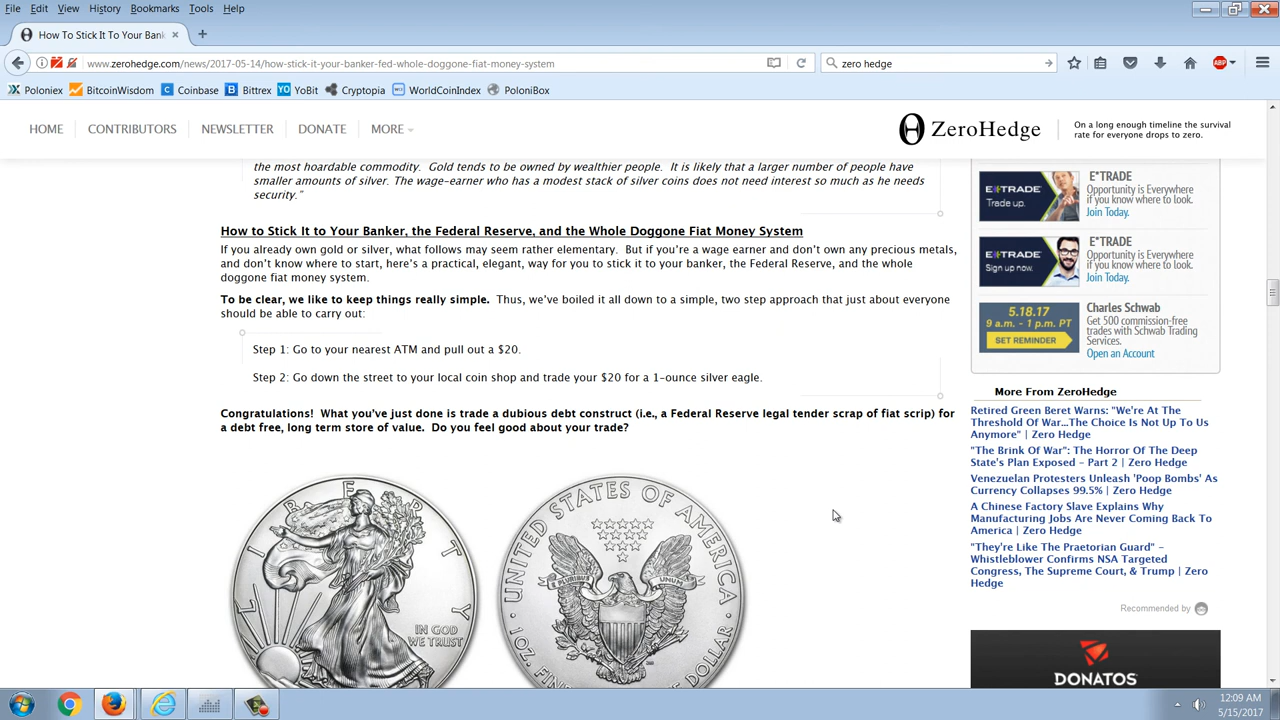 File Edit View History Bookmarks Tools Help
How To Stick It To Your Bank
www.zerohedge.com/news/2017-05-14/how-stick-it-your-banker-fed-whole-doggone-fiat-money-system
zero hedge
ABP
Poloniex BitcoinWisdom Coinbase Bittrex YoBit Cryptopia WorldCoinIndex PoloniBox
HOME CONTRIBUTORS NEWSLETTER DONATE MORE
ZeroHedge
On a long enough timeline the survival
rate for everyone drops to zero.
the most hoardable commodity. Gold tends to be owned by wealthier people. It is likely that a larger number of people have
smaller amounts of silver. The wage-earner who has a modest stack of silver coins does not need interest so much as he needs
security."
How to Stick It to Your Banker, the Federal Reserve, and the Whole Doggone Fiat Money System
If you already own gold or silver, what follows may seem rather elementary. But if you're a wage earner and don't own any precious metals,
and don't know where to start, here's a practical, elegant, way for you to stick it to your banker, the Federal Reserve, and the whole
doggone fiat money system.
To be clear, we like to keep things really simple. Thus, we've boiled it all down to a simple, two step approach that just about everyone
should be able to carry out:
Step 1: Go to your nearest ATM and pull out a $20.
Step 2: Go down the street to your local coin shop and trade your $20 for a 1-ounce silver eagle.
Congratulations! What you've just done is trade a dubious debt construct (i.e., a Federal Reserve legal tender scrap of fiat scrip) for
a debt free, long term store of value. Do you feel good about your trade?
LIBERTY
IN GOD
WE TRUST
UNITED STATES OF AMERICA
E PLURIBUS UNUM
E*TRADE
Trade up.
E*TRADE
Opportunity is Everywhere
if you know where to look.
Join Today.
E*TRADE
Sign up now.
E*TRADE
Opportunity is Everywhere
if you know where to look.
Join Today.
5.18.17
9 a.m. - 1 p.m. PT
SET REMINDER
Charles Schwab
Get 500 commission-free
trades with Schwab Trading
Services.
Open an Account
More From ZeroHedge
Retired Green Beret Warns: "We're At The
Threshold Of War...The Choice Is Not Up To Us
Anymore" | Zero Hedge
"The Brink Of War": The Horror Of The Deep
State's Plan Exposed - Part 2 | Zero Hedge
Venezuelan Protesters Unleash 'Poop Bombs' As
Currency Collapses 99.5% | Zero Hedge
A Chinese Factory Slave Explains Why
Manufacturing Jobs Are Never Coming Back To
America | Zero Hedge
"They're Like The Praetorian Guard" -
Whistleblower Confirms NSA Targeted
Congress, The Supreme Court, & Trump | Zero
Hedge
Recommended by
DONATOS
12:09 AM
5/15/2017